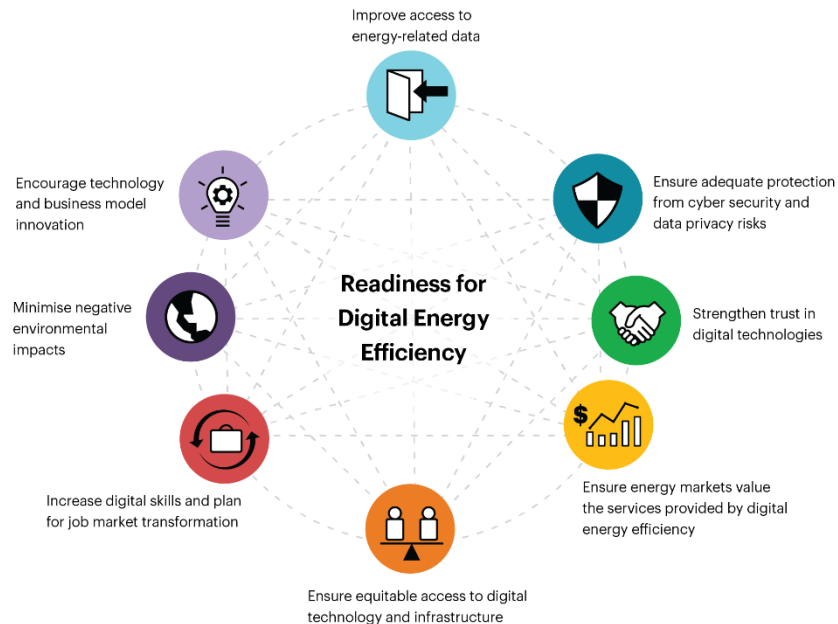 Improve access to
energy-related data
Encourage technology
and business model
innovation
Ensure adequate protection
from cyber security and
data privacy risks
Readiness for
Digital Energy
Efficiency
Minimise negative
environmental
impacts
Strengthen trust in
digital technologies
$
Increase digital skills and plan
for job market transformation
Ensure energy markets value
the services provided by digital
energy efficiency
Ensure equitable access to digital
technology and infrastructure